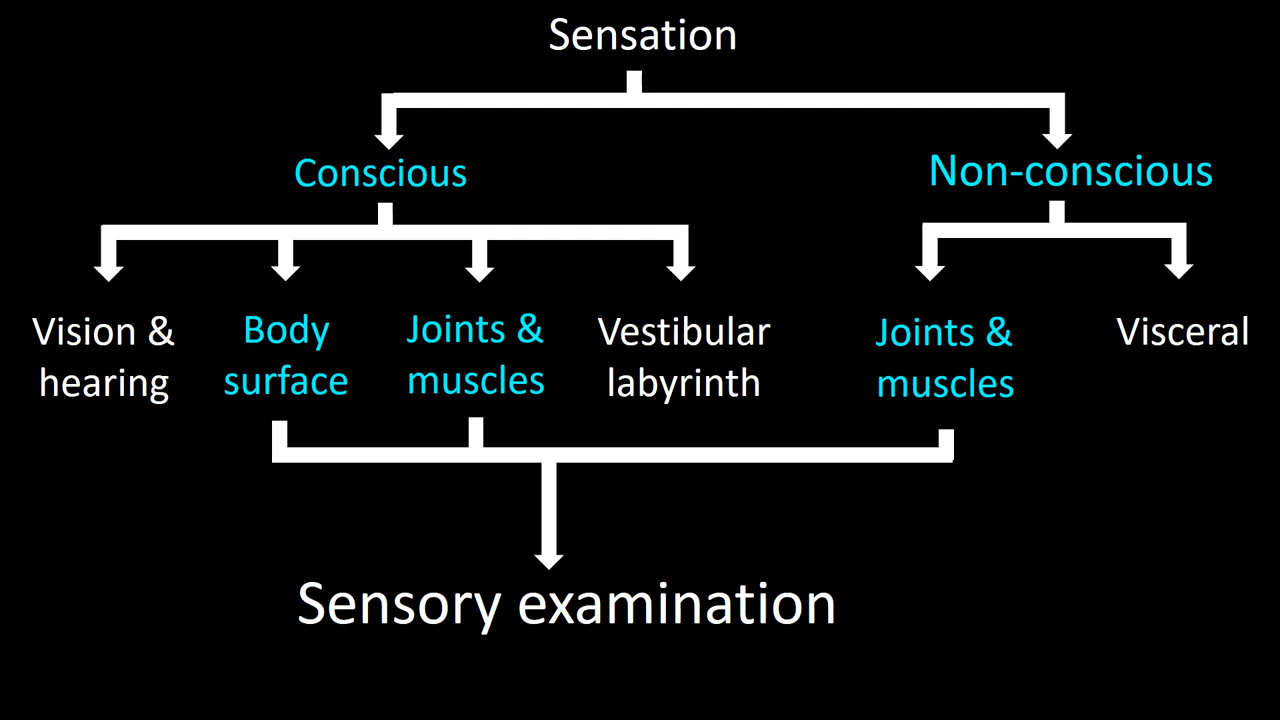 Sensation
Conscious
Non-conscious
Vision &
hearing
Body
surface
Joints &
muscles
Vestibular
labyrinth
Joints &
muscles
Visceral
Sensory examination